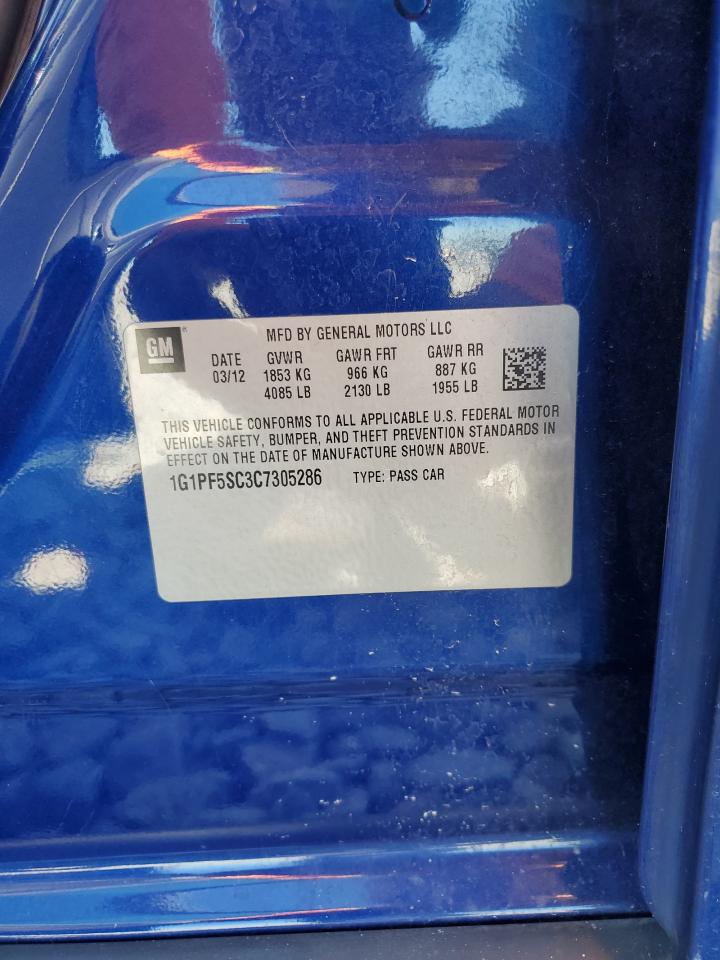 GM
MFD BY GENERAL MOTORS LLC
DATE GVWR GAWR FRT GAWR RR
03/12 1853 KG 966 KG 887 KG
4085 LB 2130 LB 1955 LB
THIS VEHICLE CONFORMS TO ALL APPLICABLE U.S. FEDERAL MOTOR
VEHICLE SAFETY, BUMPER, AND THEFT PREVENTION STANDARDS IN
EFFECT ON THE DATE OF MANUFACTURE SHOWN ABOVE.
1G1PF5SC3C7305286 TYPE: PASS CAR